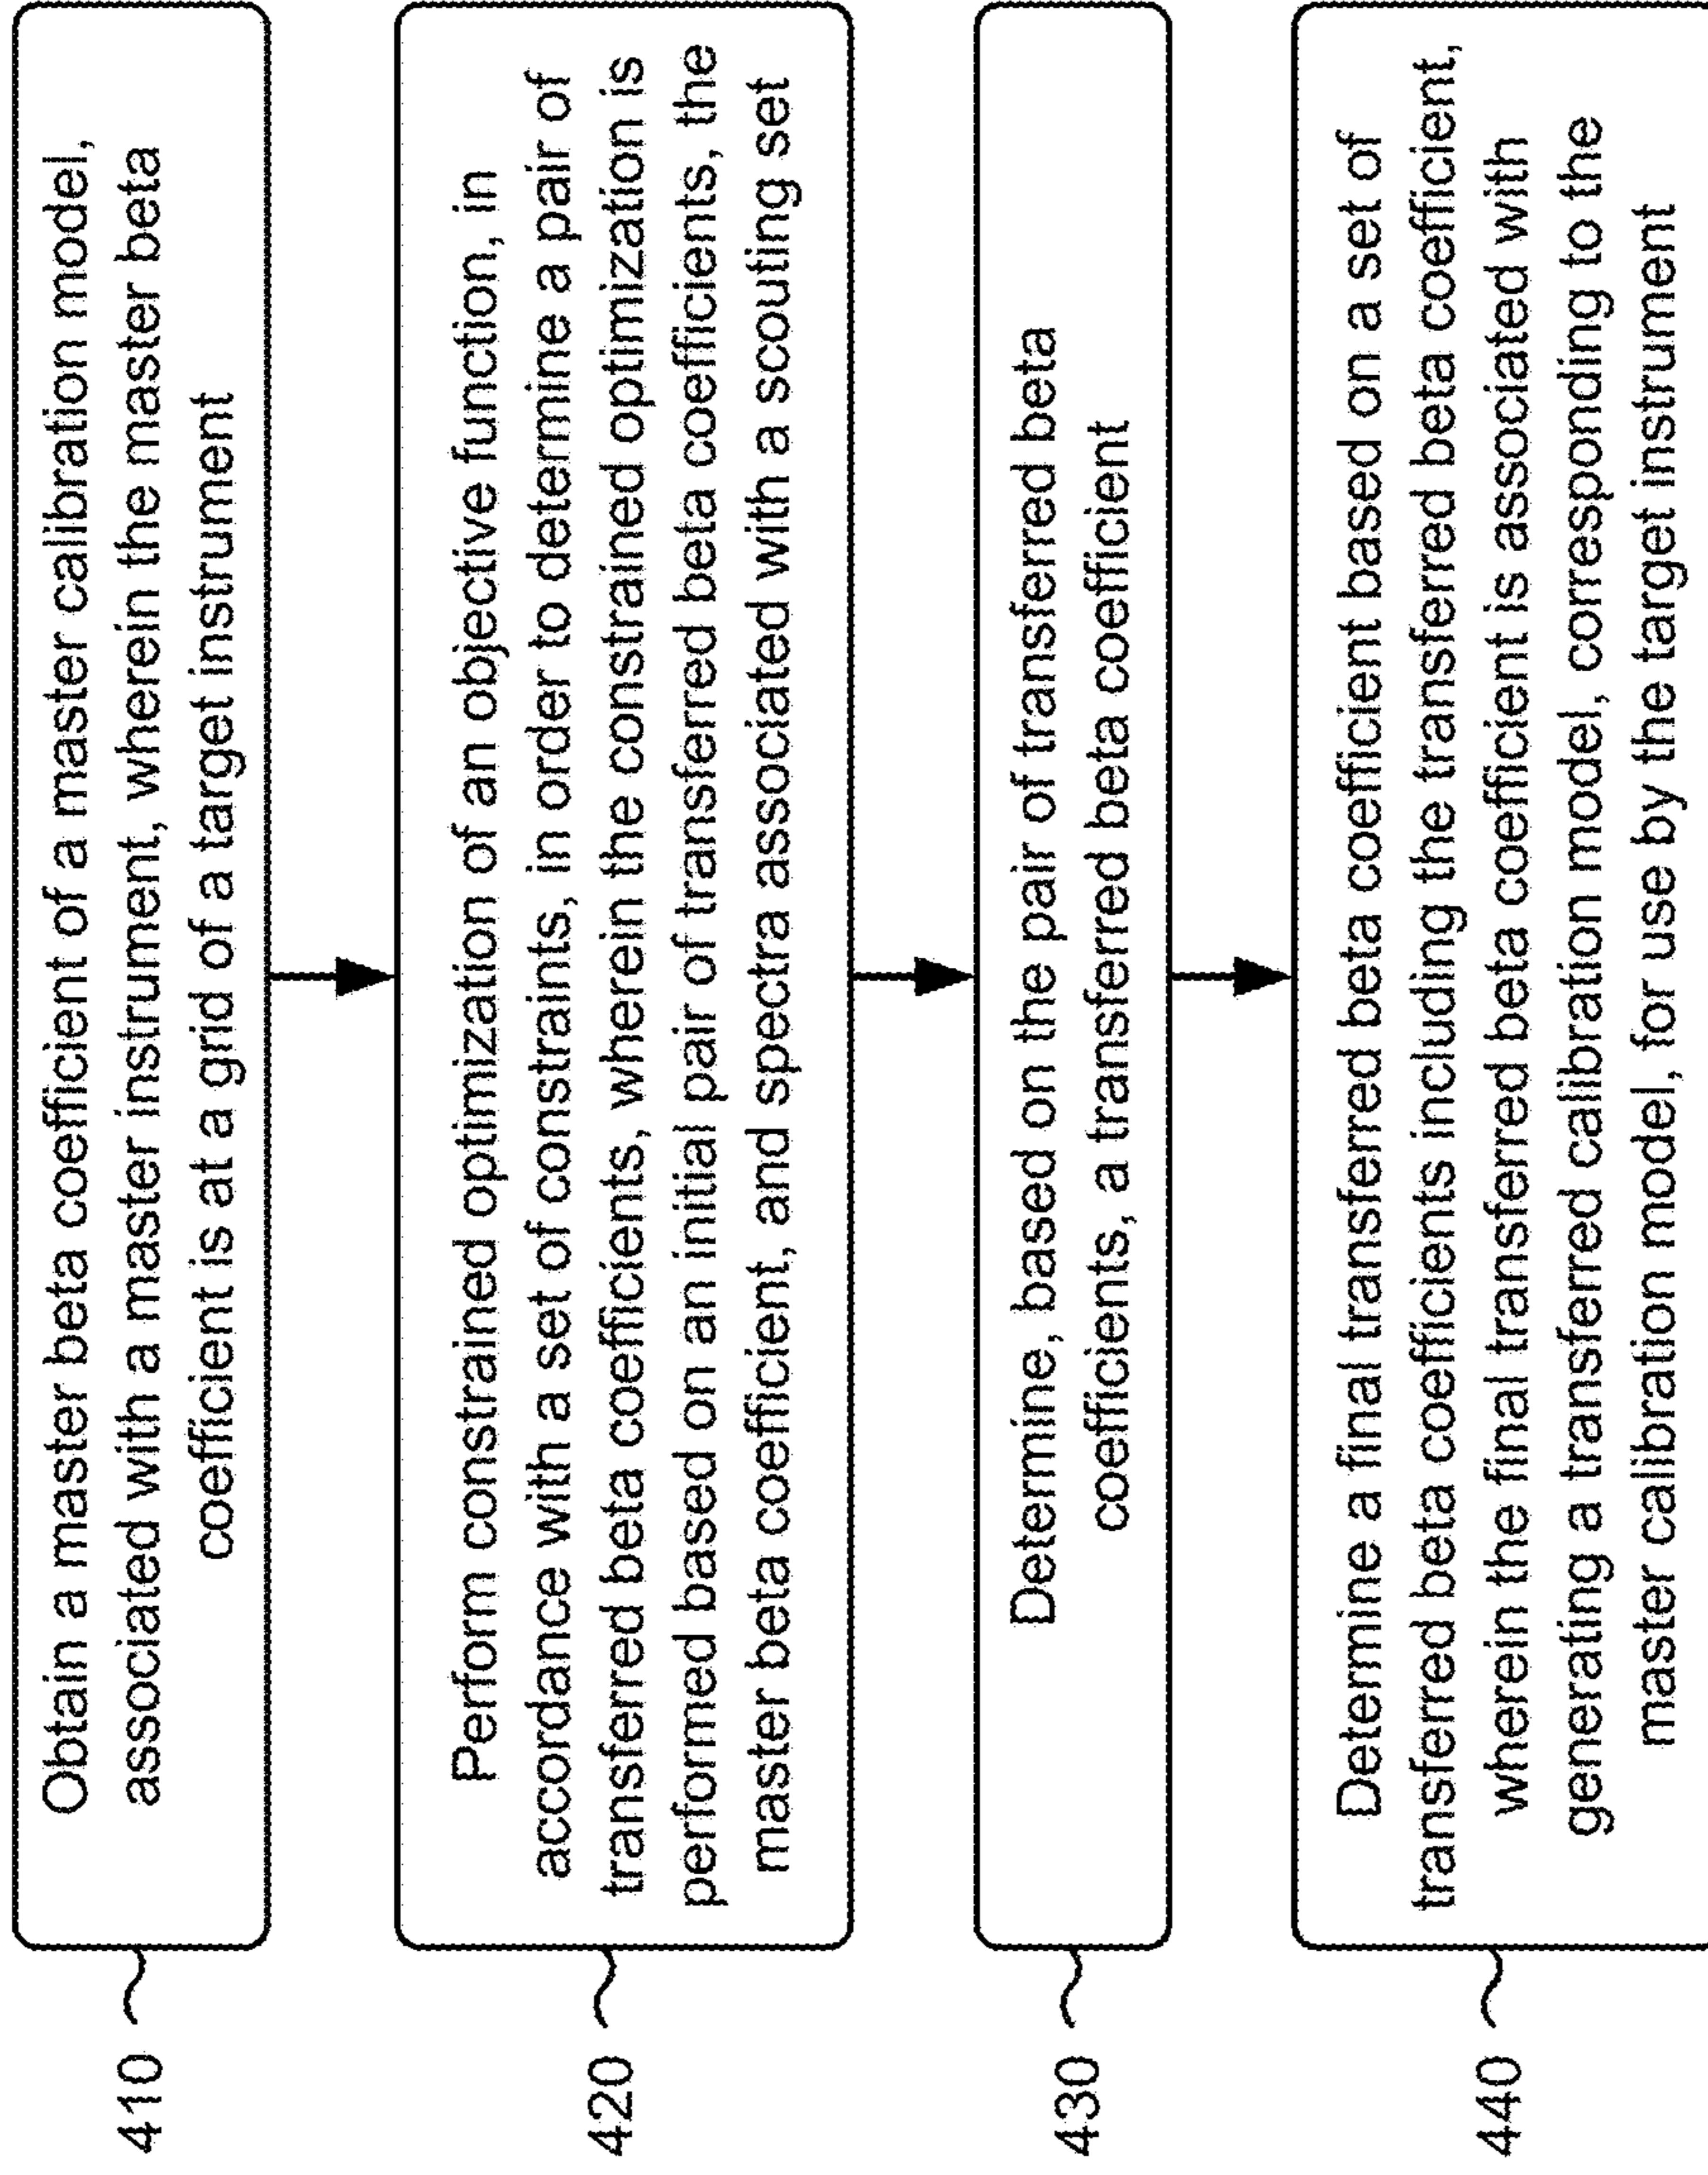 410
Obtain a master beta coefficient of a master calibration model,
associated with a master instrument, wherein the master beta
coefficient is at a grid of a target instrument
420
Perform constrained optimization of an objective function, in
accordance with a set of constraints, in order to determine a pair of
transferred beta coefficients, wherein the constrained optimization is
performed based on an initial pair of transferred beta coefficients, the
master beta coefficient, and spectra associated with a scouting set
430
Determine, based on the pair of transferred beta
coefficients, a transferred beta coefficient
440
Determine a final transferred beta coefficient based on a set of
transferred beta coefficients including the transferred beta coefficient,
wherein the final transferred beta coefficient is associated with
generating a transferred calibration model, corresponding to the
master calibration model, for use by the target instrument